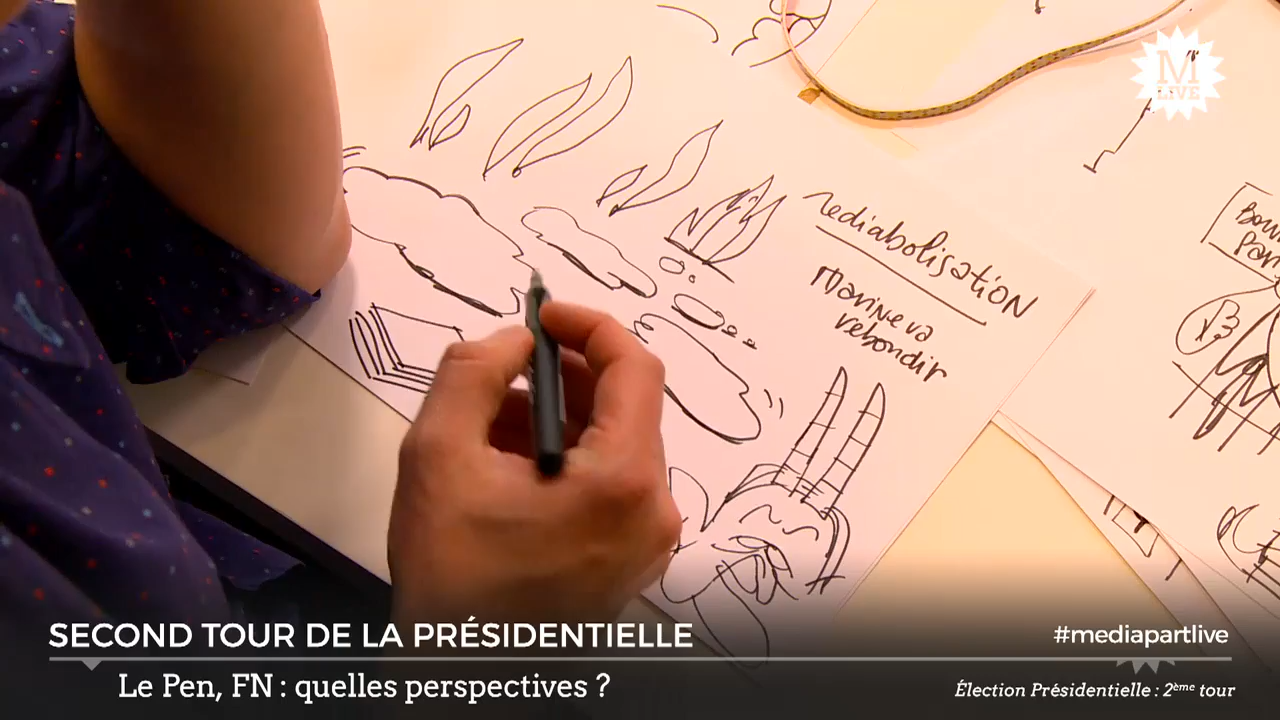 M
LIVE
Rediabolisation
Marine va
rebondir
SECOND TOUR DE LA PRÉSIDENTIELLE
#mediapartlive
Le Pen, FN : quelles perspectives ?
Élection Présidentielle : 2ème tour